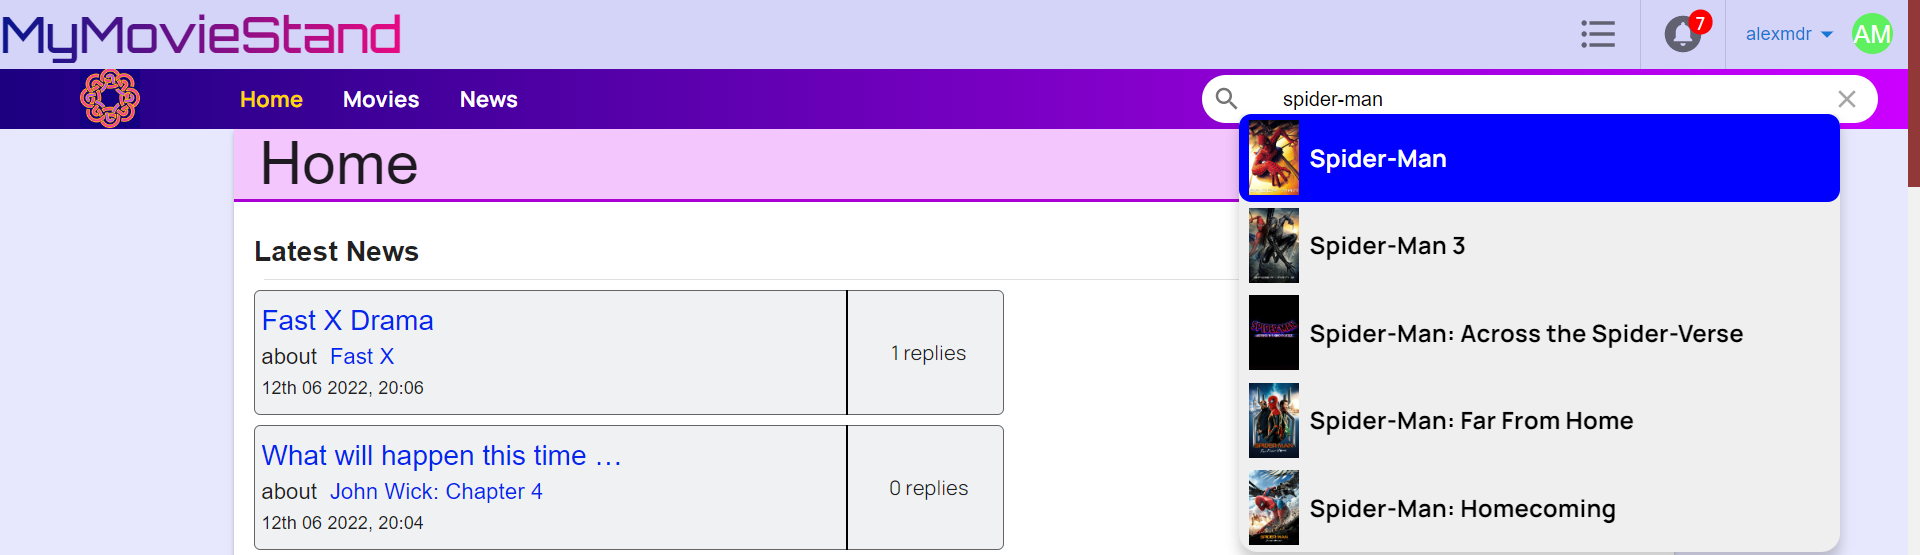 MyMovieStand
7
alexmdr
AM
Home
Movies
News
spider-man
Home
Latest News
Fast X Drama
about Fast X
12th 06 2022, 20:06
1 replies
What will happen this time ...
about John Wick: Chapter 4
12th 06 2022, 20:04
0 replies
Spider-Man
Spider-Man 3
Spider-Man: Across the Spider-Verse
Spider-Man: Far From Home
Spider-Man: Homecoming